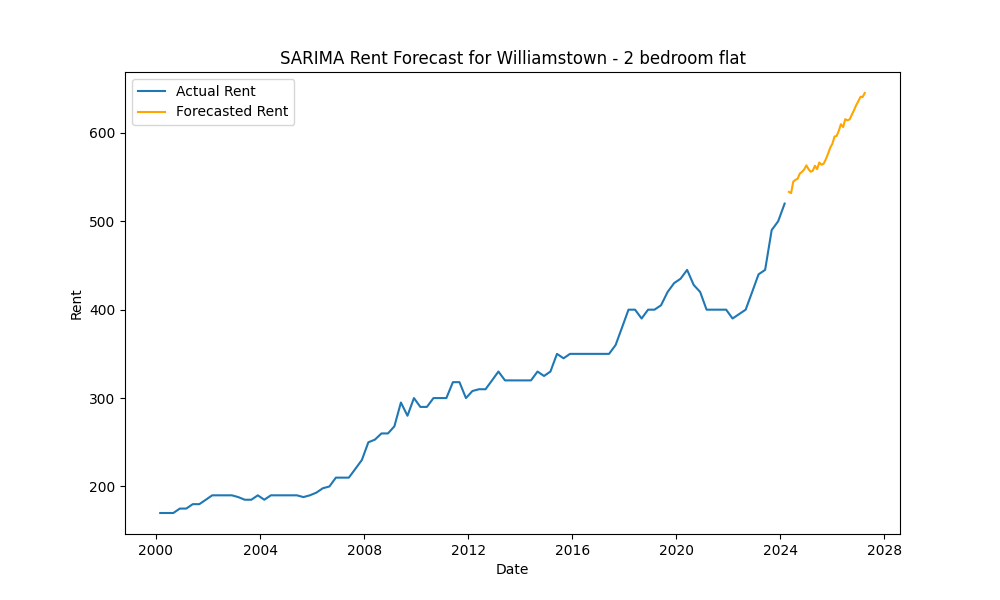 SARIMA Rent Forecast for Williamstown - 2 bedroom flat
Actual Rent
Forecasted Rent
600
500
400
300
200
Rent
2000 2004 2008 2012 2016 2020 2024 2028
Date